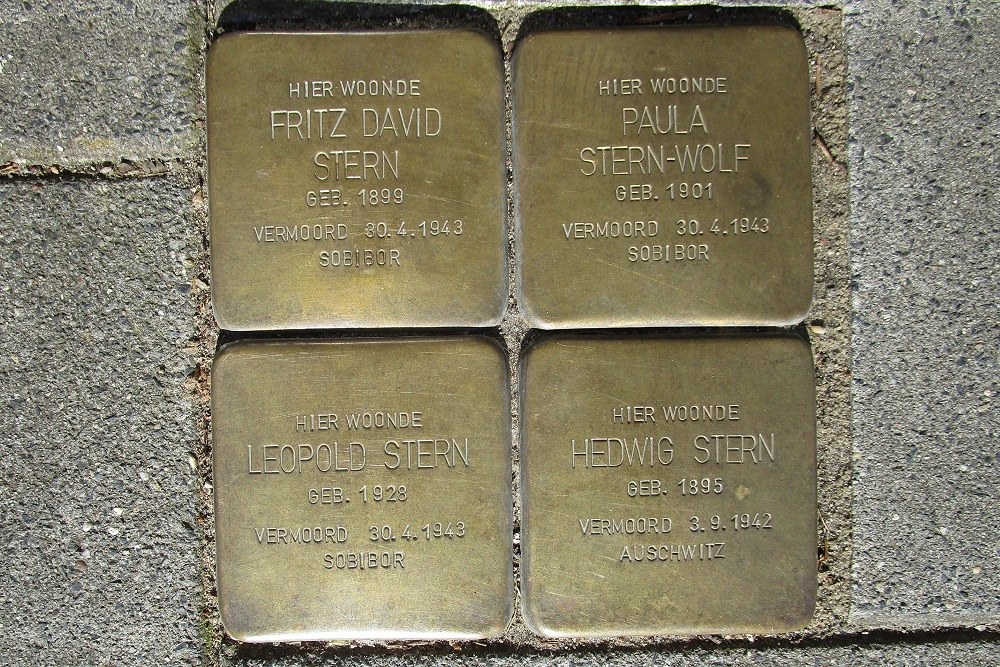 HIER WOONDE
FRITZ DAVID
STERN
GEB. 1899
VERMOORD 30.4.1943
SOBIBOR
HIER WOONDE
PAULA
STERN-WOLF
GEB. 1901
VERMOORD 30.4.1943
SOBIBOR
HIER WOONDE
LEOPOLD STERN
GEB. 1928
VERMOORD 30.4.1943
SOBIBOR
HIER WOONDE
HEDWIG STERN
GEB. 1895
VERMOORD 3.9.1942
AUSCHWITZ